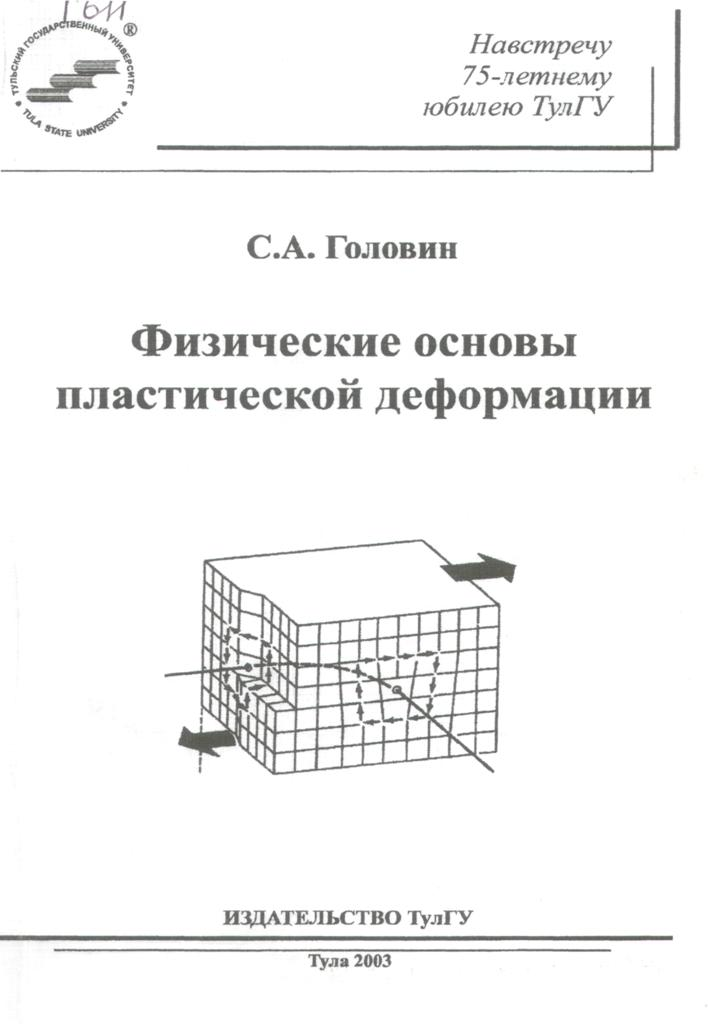 ТУЛЬСКИЙ ГОСУДАРСТВЕННЫЙ УНИВЕРСИТЕТ
®
• TULA STATE UNIVERSITY •
Навстречу
75-летнему
юбилею ТулГУ
С.А. Головин
Физические основы
пластической деформации
ИЗДАТЕЛЬСТВО ТулГУ
Тула 2003